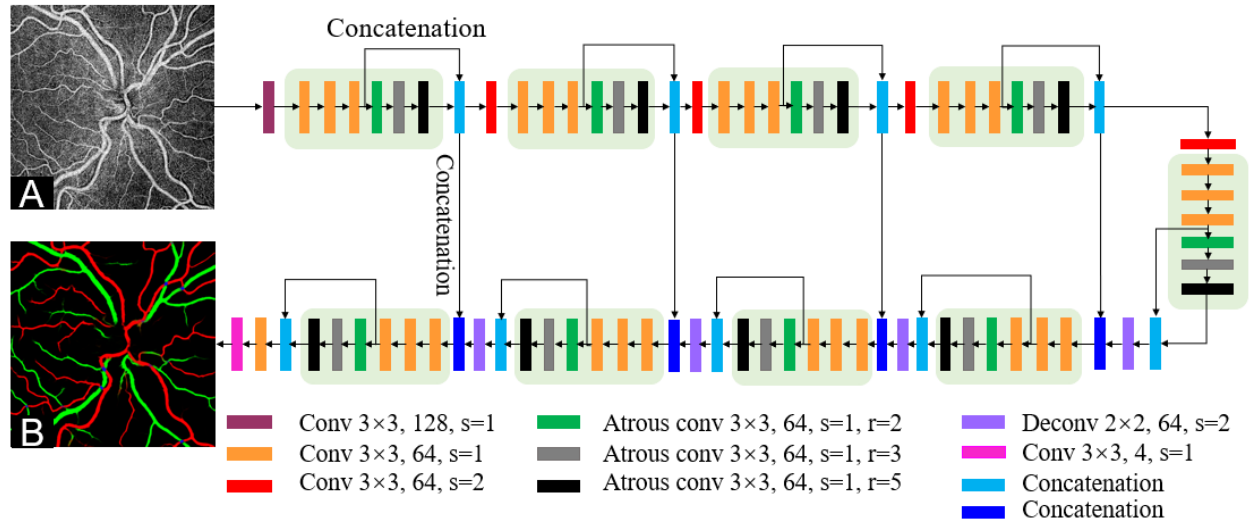 Concatenation
A
Concatenation
B
Conv 3×3, 128, s=1
Conv 3×3, 64, s=1
Conv 3×3, 64, s=2
Atrous conv 3×3, 64, s=1, r=2
Atrous conv 3×3, 64, s=1, r=3
Atrous conv 3×3, 64, s=1, r=5
Deconv 2×2, 64, s=2
Conv 3×3, 4, s=1
Concatenation
Concatenation